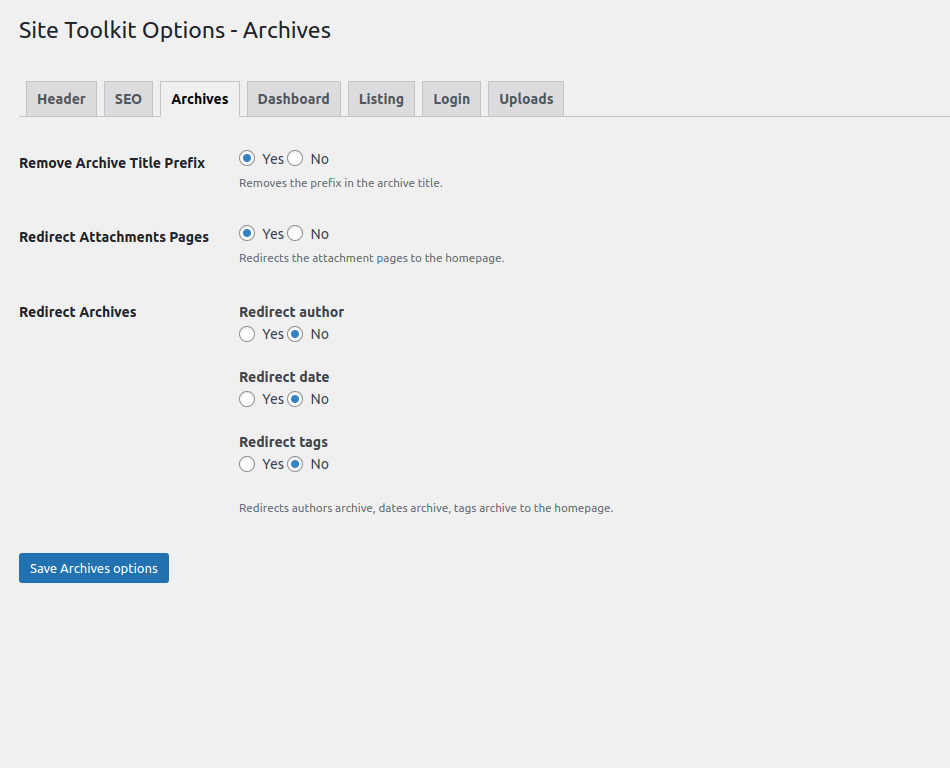 Site Toolkit Options - Archives
Header SEO Archives Dashboard Listing Login Uploads
Remove Archive Title Prefix Yes No
Removes the prefix in the archive title.
Redirect Attachments Pages Yes No
Redirects the attachment pages to the homepage.
Redirect Archives Redirect author
Yes No
Redirect date
Yes No
Redirect tags
Yes No
Redirects authors archive, dates archive, tags archive to the homepage.
Save Archives options